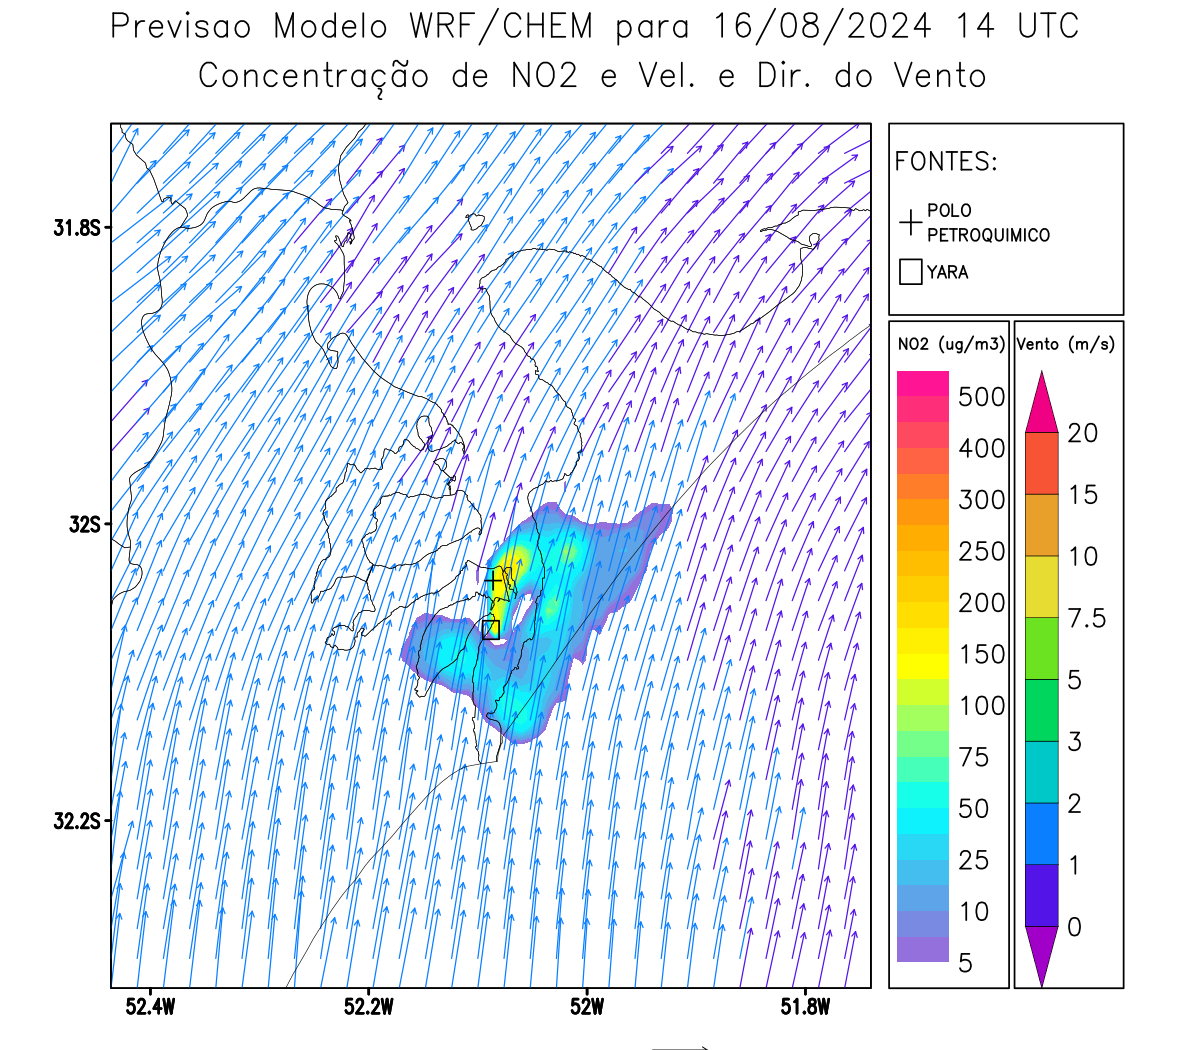 Previsao Modelo WRF/CHEM para 16/08/2024 14 UTC
Concentração de NO2 e Vel. e Dir. do Vento
FONTES:
POLO
PETROQUIMICO
YARA
NO2 (ug/m3)
500
400
300
250
200
150
100
75
50
25
10
5
Vento (m/s)
20
15
10
7.5
5
3
2
1
0
31.8S
32S
32.2S
52.4W
52.2W
52W
51.8W